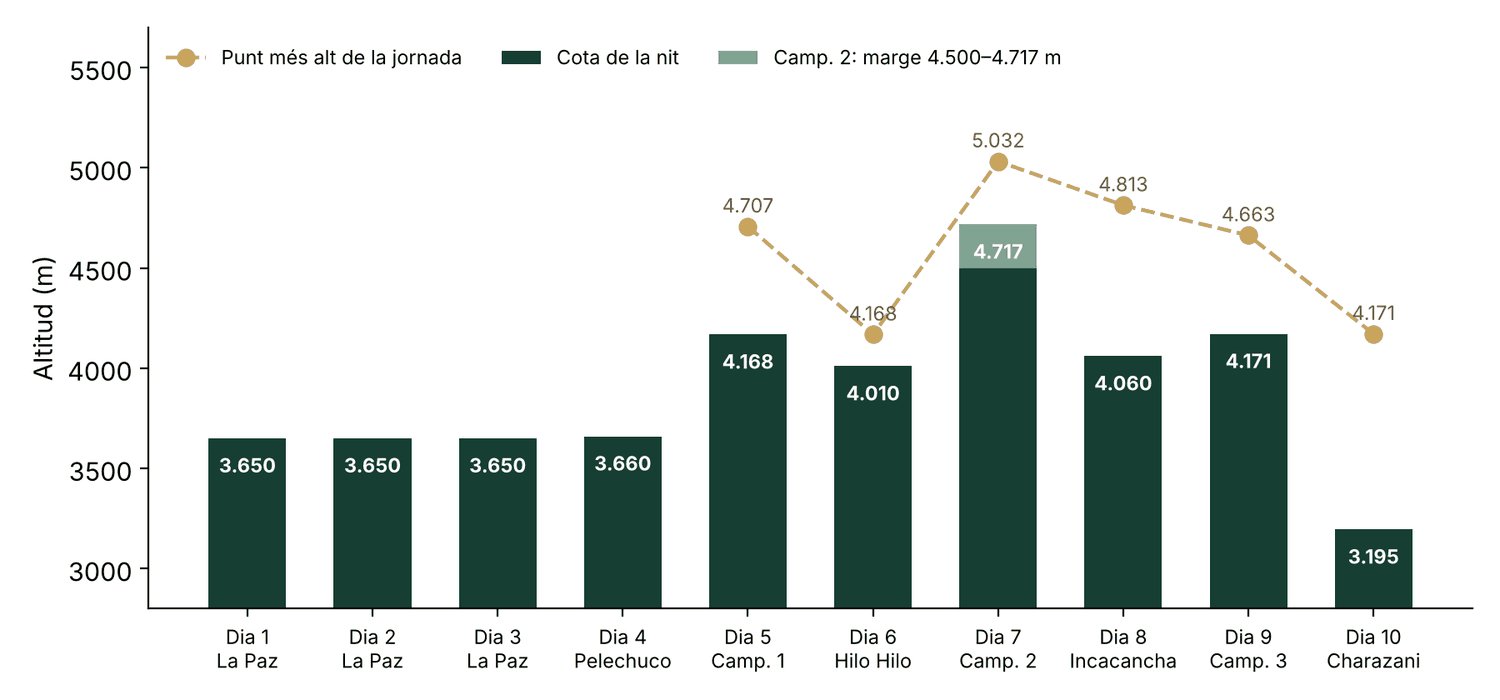 Punt més alt de la jornada
Cota de la nit
Camp. 2: marge 4.500–4.717 m
Altitud (m)
5500
5000
4500
4000
3500
3000
4.707
4.168
5.032
4.813
4.663
4.171
3.650
3.650
3.650
3.660
4.168
4.010
4.717
4.060
4.171
3.195
Dia 1
La Paz
Dia 2
La Paz
Dia 3
La Paz
Dia 4
Pelechuco
Dia 5
Camp. 1
Dia 6
Hilo Hilo
Dia 7
Camp. 2
Dia 8
Incacancha
Dia 9
Camp. 3
Dia 10
Charazani